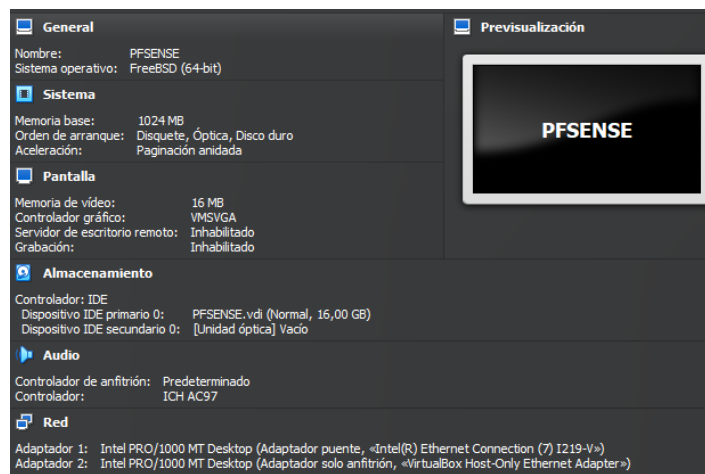 General
Nombre: PFSENSE
Sistema operativo: FreeBSD (64-bit)
Sistema
Memoria base: 1024 MB
Orden de arranque: Disquete, Óptica, Disco duro
Aceleración: Paginación anidada
Pantalla
Memoria de vídeo: 16 MB
Controlador gráfico: VMSVGA
Servidor de escritorio remoto: Inhabilitado
Grabación: Inhabilitado
Previsualización
PFSENSE
Almacenamiento
Controlador: IDE
Dispositivo IDE primario 0: PFSENSE.vdi (Normal, 16,00 GB)
Dispositivo IDE secundario 0: [Unidad óptica] Vacío
Audio
Controlador de anfitrión: Predeterminado
Controlador: ICH AC97
Red
Adaptador 1: Intel PRO/1000 MT Desktop (Adaptador puente, «Intel(R) Ethernet Connection (7) I219-V»)
Adaptador 2: Intel PRO/1000 MT Desktop (Adaptador solo anfitrión, «VirtualBox Host-Only Ethernet Adapter»)